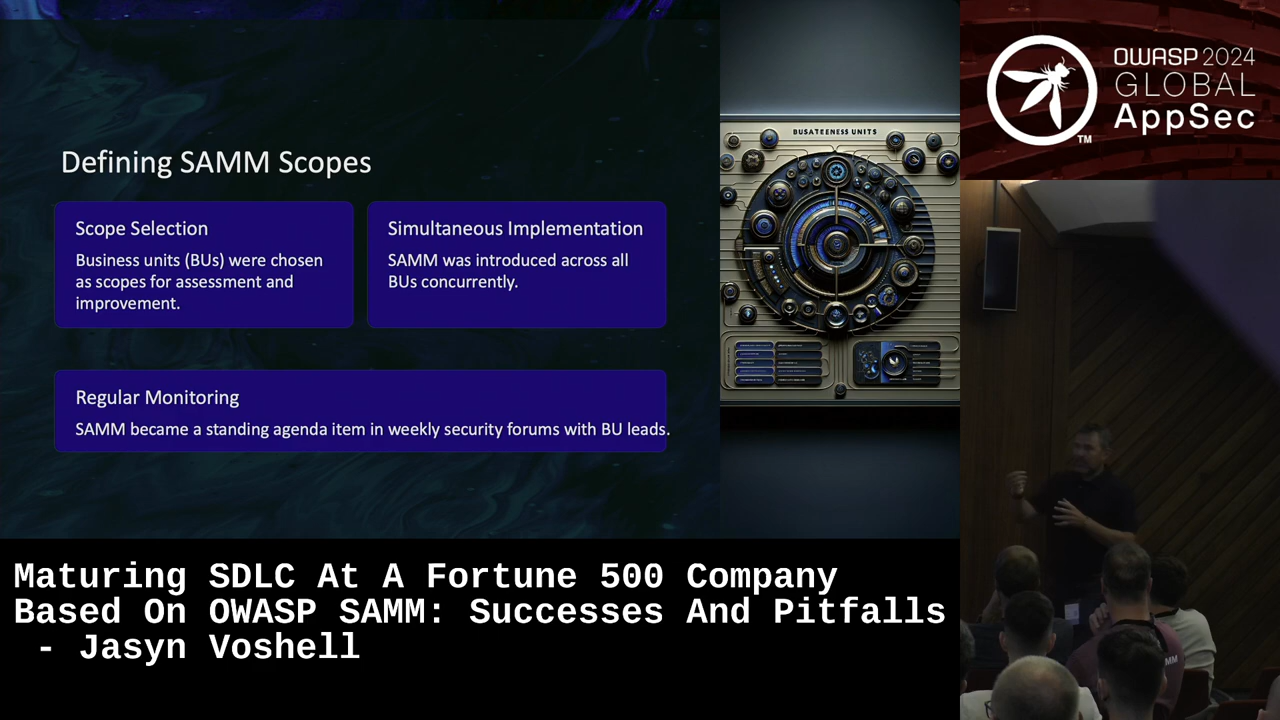 Defining SAMM Scopes
Scope Selection
Business units (BUs) were chosen
as scopes for assessment and
improvement.
Simultaneous Implementation
SAMM was introduced across all
BUs concurrently.
Regular Monitoring
SAMM became a standing agenda item in weekly security forums with BU leads.
BUSATEENESS UNITS
OWASP 2024
GLOBAL
AppSec
TM
Maturing SDLC At A Fortune 500 Company
Based On OWASP SAMM: Successes And Pitfalls
- Jasyn Voshell